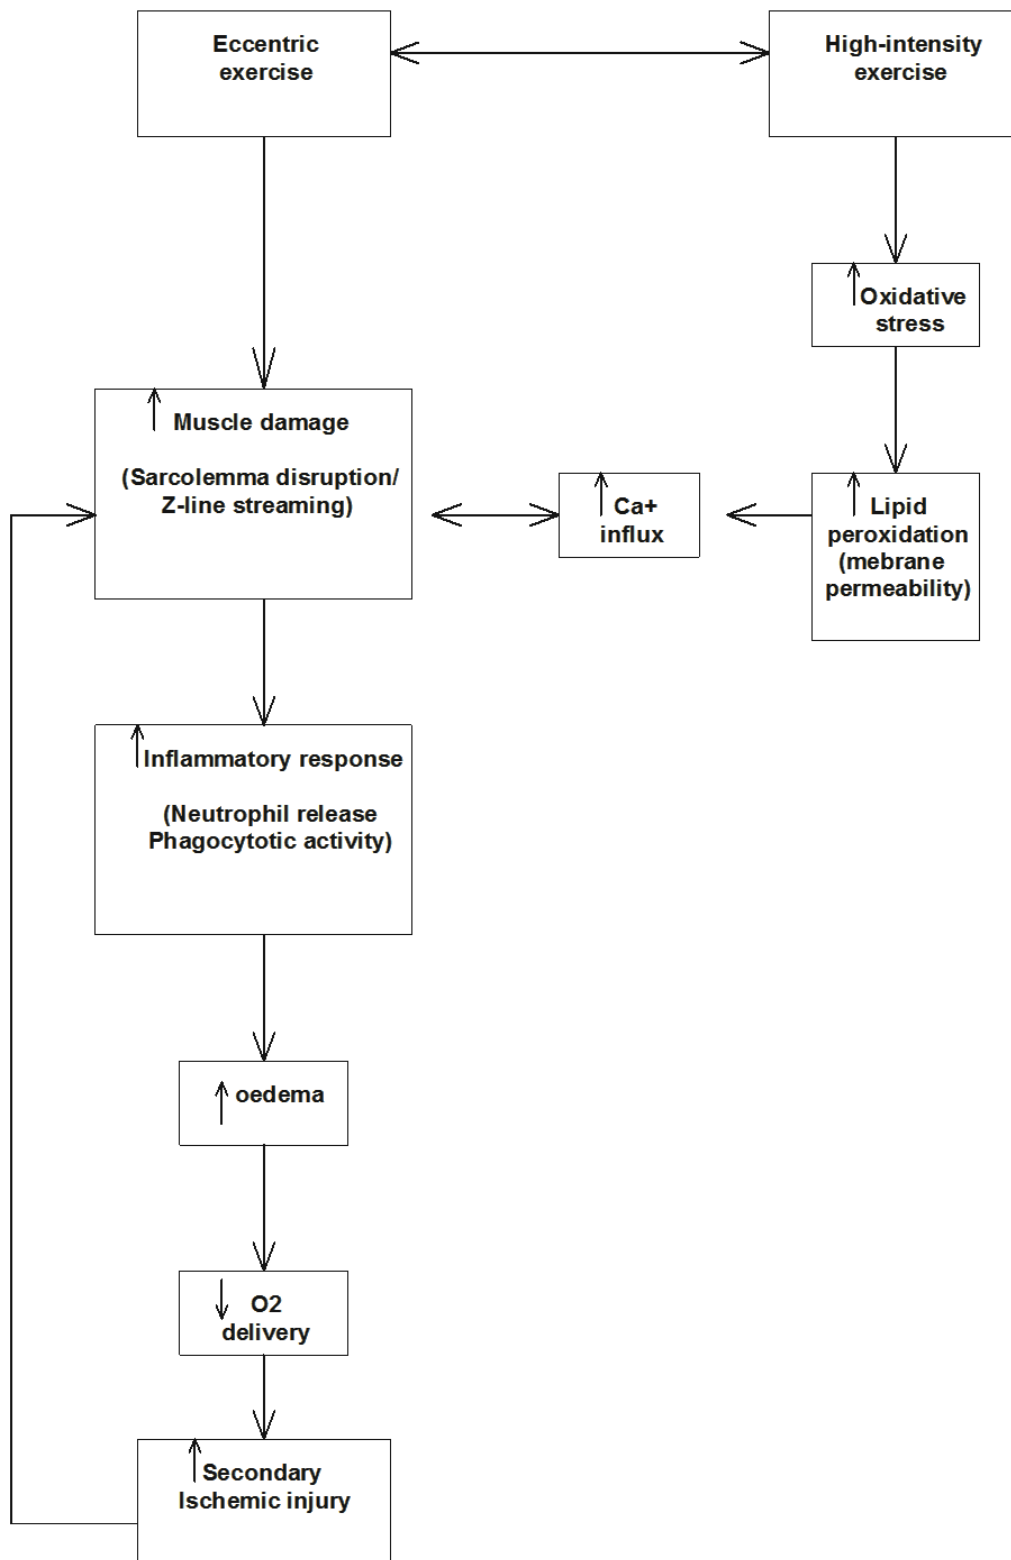 Eccentric
exercise
High-intensity
exercise
Oxidative
stress
Muscle damage
(Sarcolemma disruption/
Z-line streaming)
Ca+
influx
Lipid
peroxidation
(mebrane
permeability)
Inflammatory response
(Neutrophil release
Phagocytotic activity)
oedema
O2
delivery
Secondary
Ischemic injury